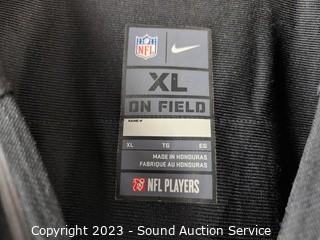 NFL
XL
ON FIELD
NAME/#
XL TG EG
MADE IN HONDURAS
FABRIQUÉ AU HONDURAS
NFL PLAYERS
Copyright 2023 - Sound Auction Service